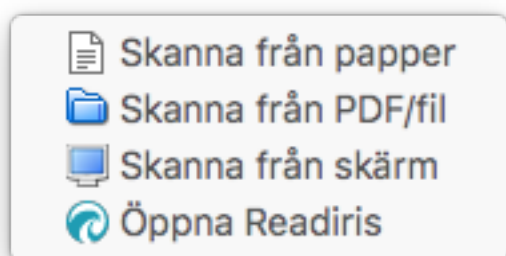 Skanna från papper
Skanna från PDF/fil
Skanna från skärm
Öppna Readiris